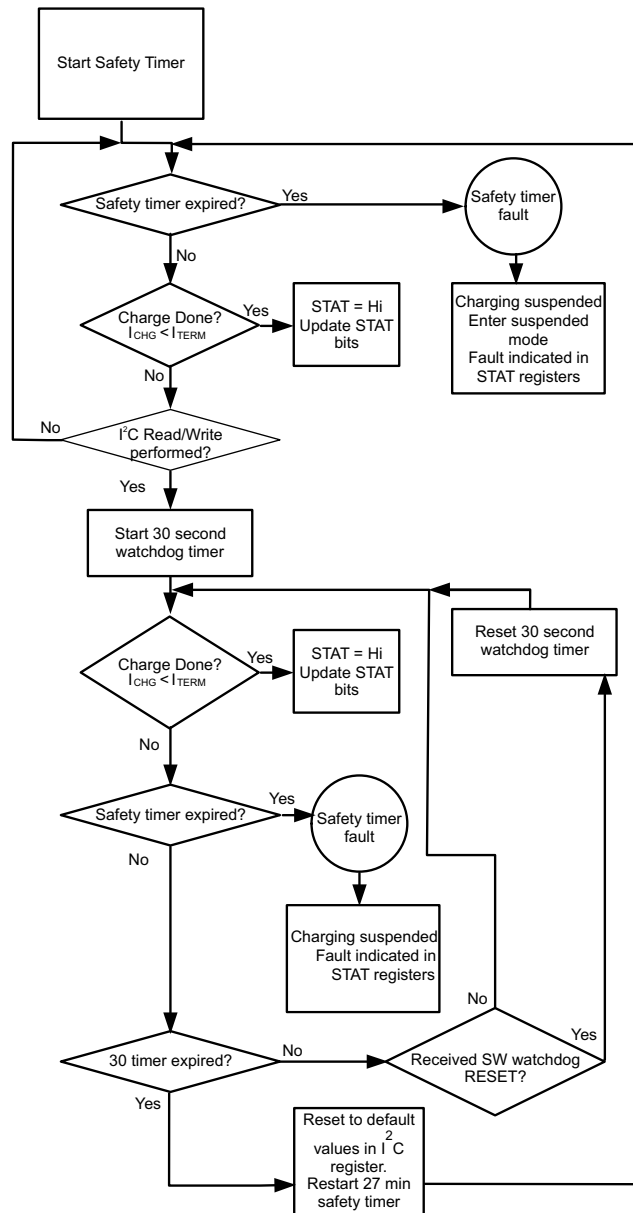 Start Safety Timer
Safety timer expired?
Yes
Safety timer
fault
No
Charge Done?
I_CHG < I_TERM
Yes
STAT = Hi
Update STAT
bits
Charging suspended
Enter suspended
mode
Fault indicated in
STAT registers
No
No
I²C Read/Write
performed?
Yes
Start 30 second
watchdog timer
Reset 30 second
watchdog timer
Charge Done?
I_CHG < I_TERM
Yes
STAT = Hi
Update STAT
bits
No
Safety timer expired?
Yes
Safety timer
fault
No
Charging suspended
Fault indicated in
STAT registers
30 timer expired?
No
Received SW watchdog
RESET?
No
Yes
Yes
Reset to default
values in I²C
register.
Restart 27 min
safety timer